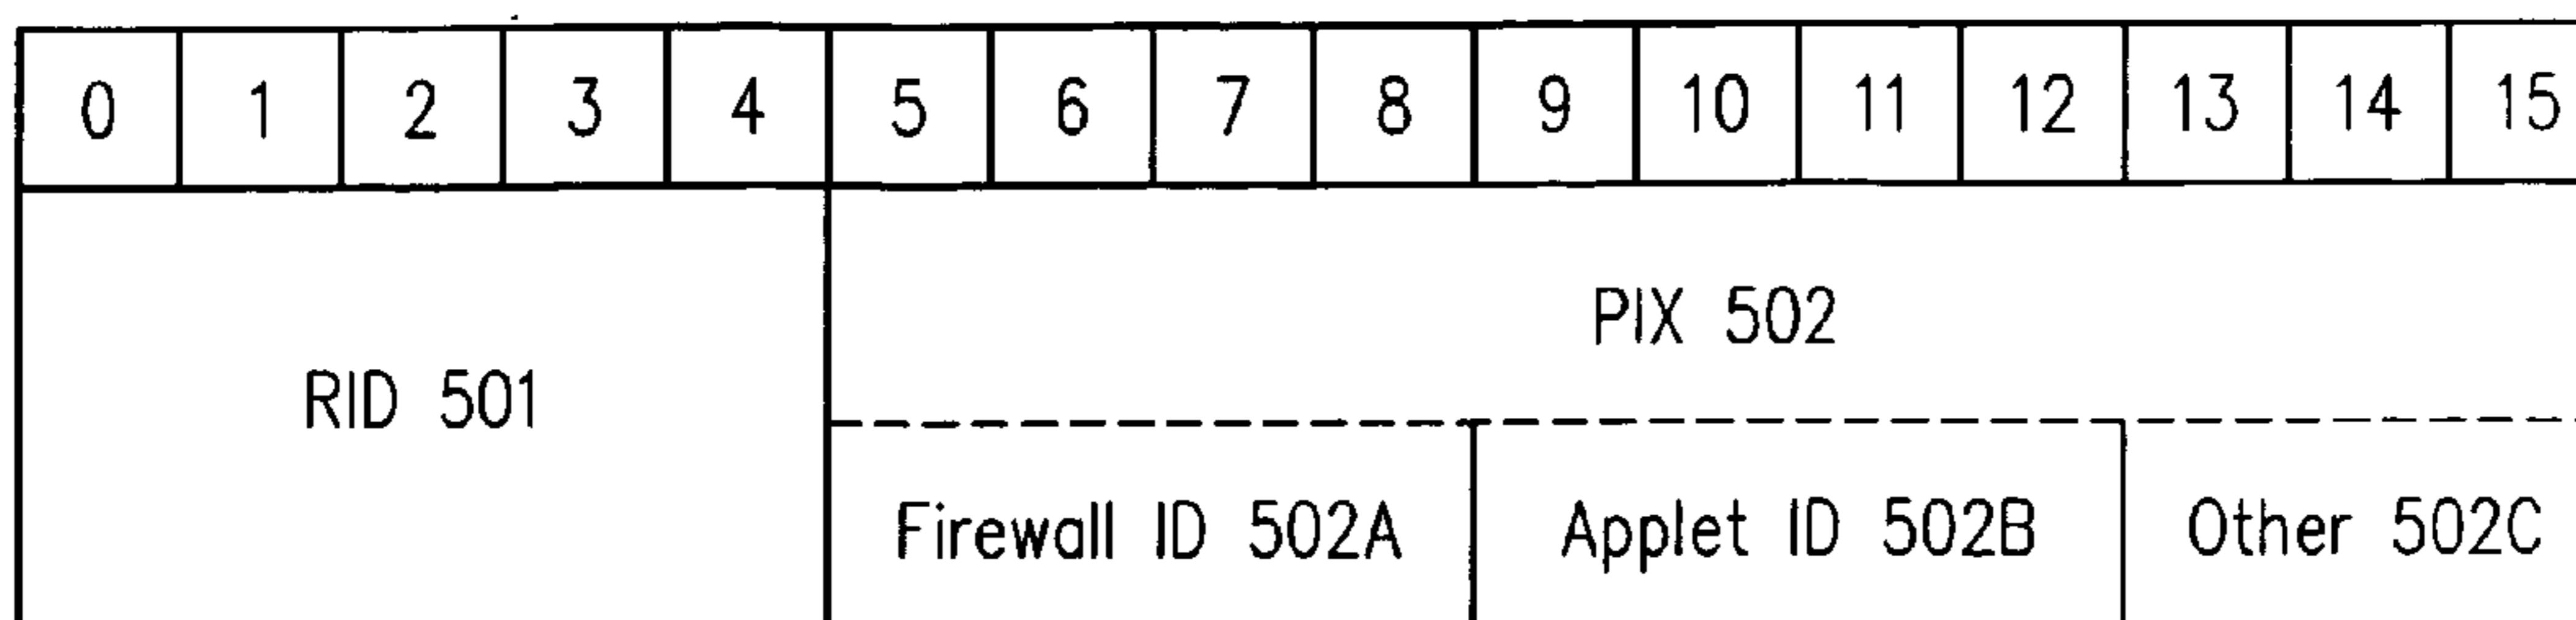 0 1 2 3 4 5 6 7 8 9 10 11 12 13 14 15
PIX 502
RID 501
Firewall ID 502A Applet ID 502B Other 502C